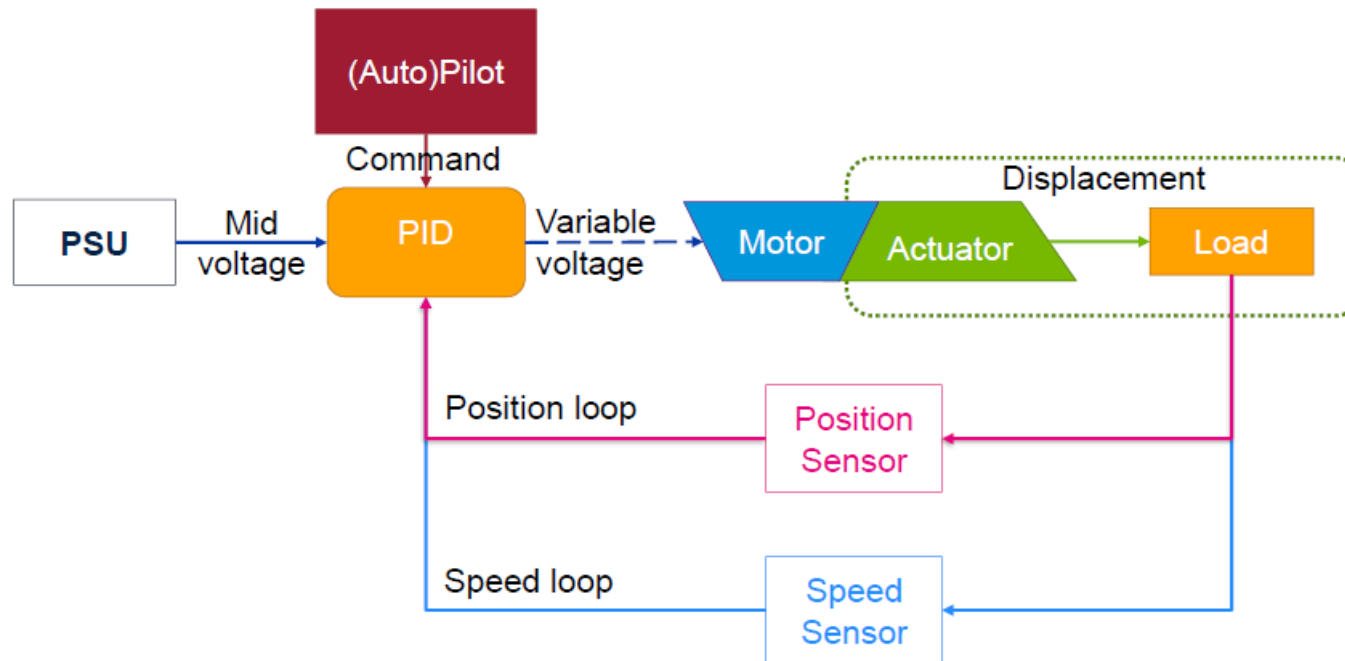 (Auto)Pilot
Command
Displacement
PSU
Mid
voltage
PID
Variable
voltage
Motor
Actuator
Load
Position loop
Position
Sensor
Speed loop
Speed
Sensor